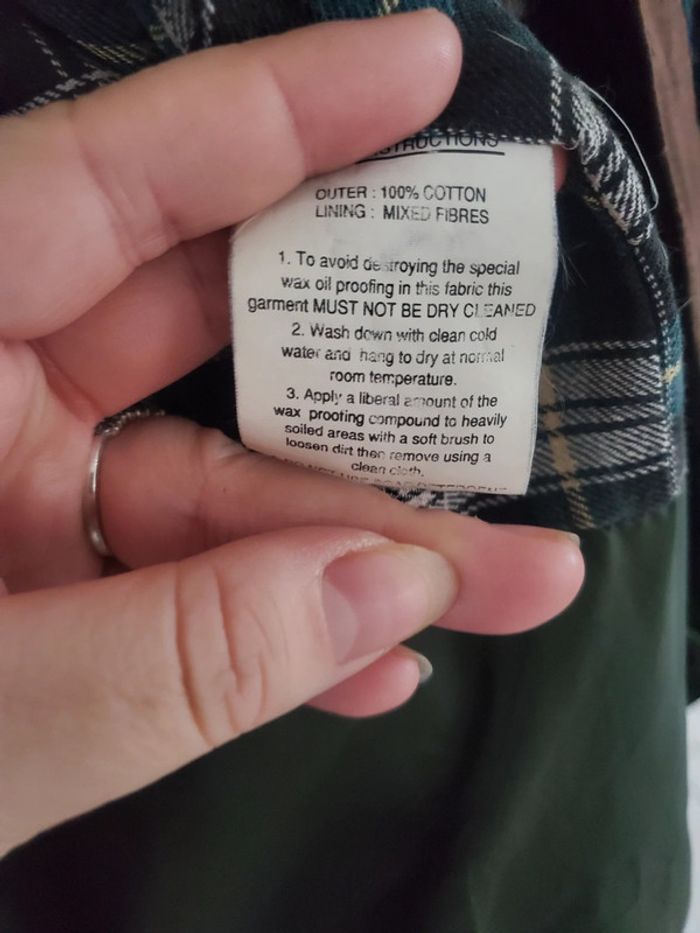 OUTER : 100% COTTON
LINING : MIXED FIBRES
1. To avoid destroying the special
wax oil proofing in this fabric this
garment MUST NOT BE DRY CLEANED
2. Wash down with clean cold
water and hang to dry at normal
room temperature.
3. Apply a liberal amount of the
wax proofing compound to heavily
soiled areas with a soft brush to
loosen dirt then remove using a
clean cloth.